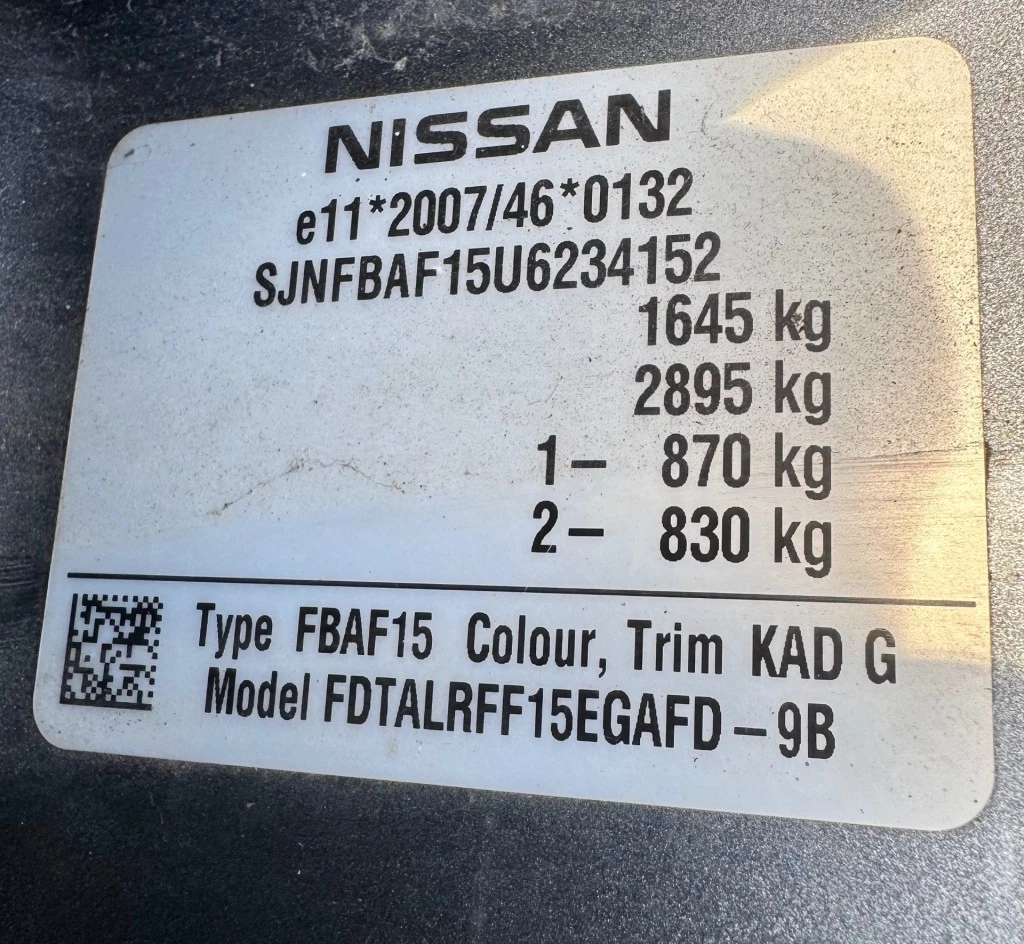 NISSAN
e11*2007/46*0132
SJNFBAF15U6234152
1645 kg
2895 kg
1– 870 kg
2– 830 kg
Type FBAF15 Colour, Trim KAD G
Model FDTALRFF15EGAFD – 9B